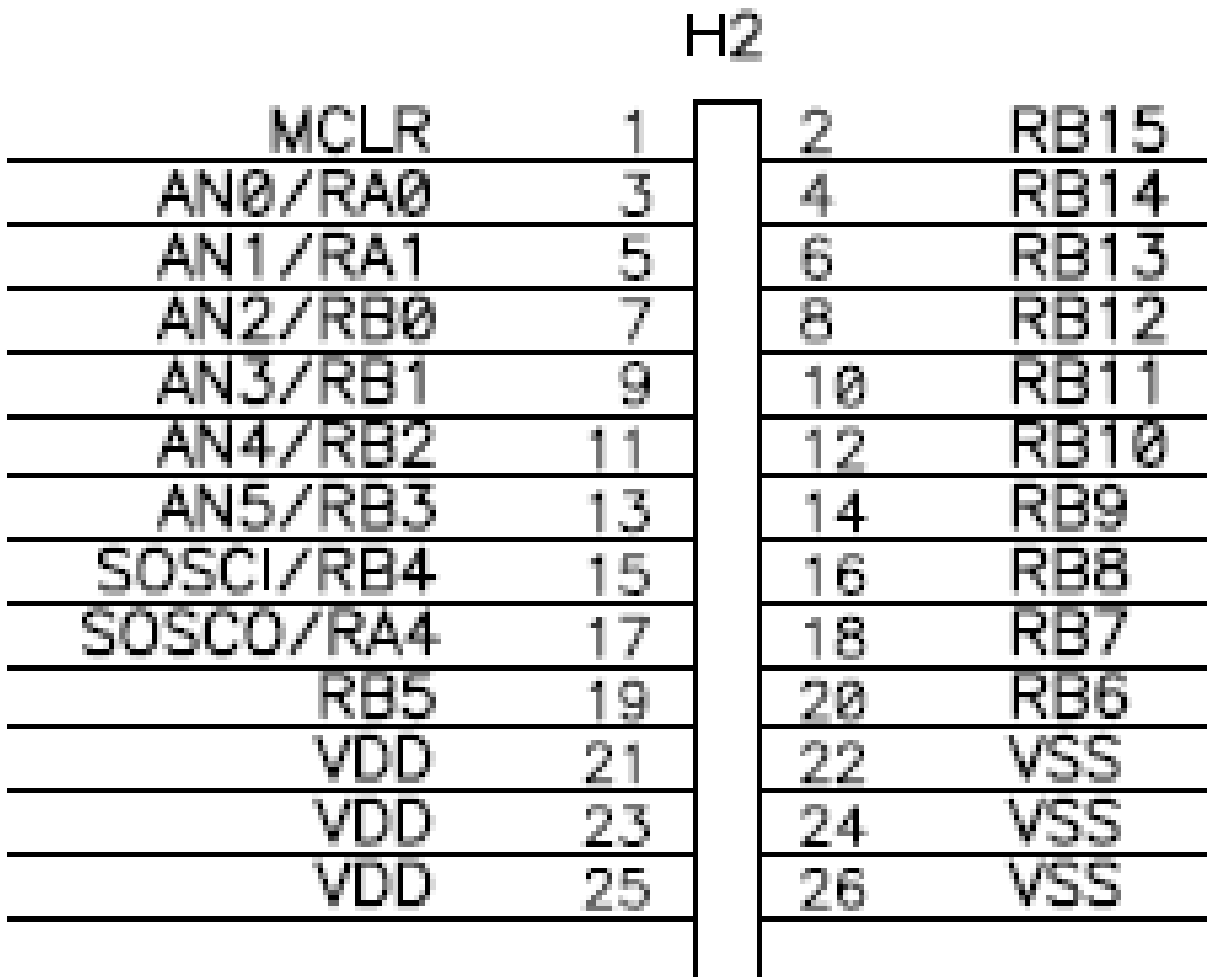 H2
MCLR 1 2 RB15
AN0/RA0 3 4 RB14
AN1/RA1 5 6 RB13
AN2/RB0 7 8 RB12
AN3/RB1 9 10 RB11
AN4/RB2 11 12 RB10
AN5/RB3 13 14 RB9
SOSCI/RB4 15 16 RB8
SOSCO/RA4 17 18 RB7
RB5 19 20 RB6
VDD 21 22 VSS
VDD 23 24 VSS
VDD 25 26 VSS